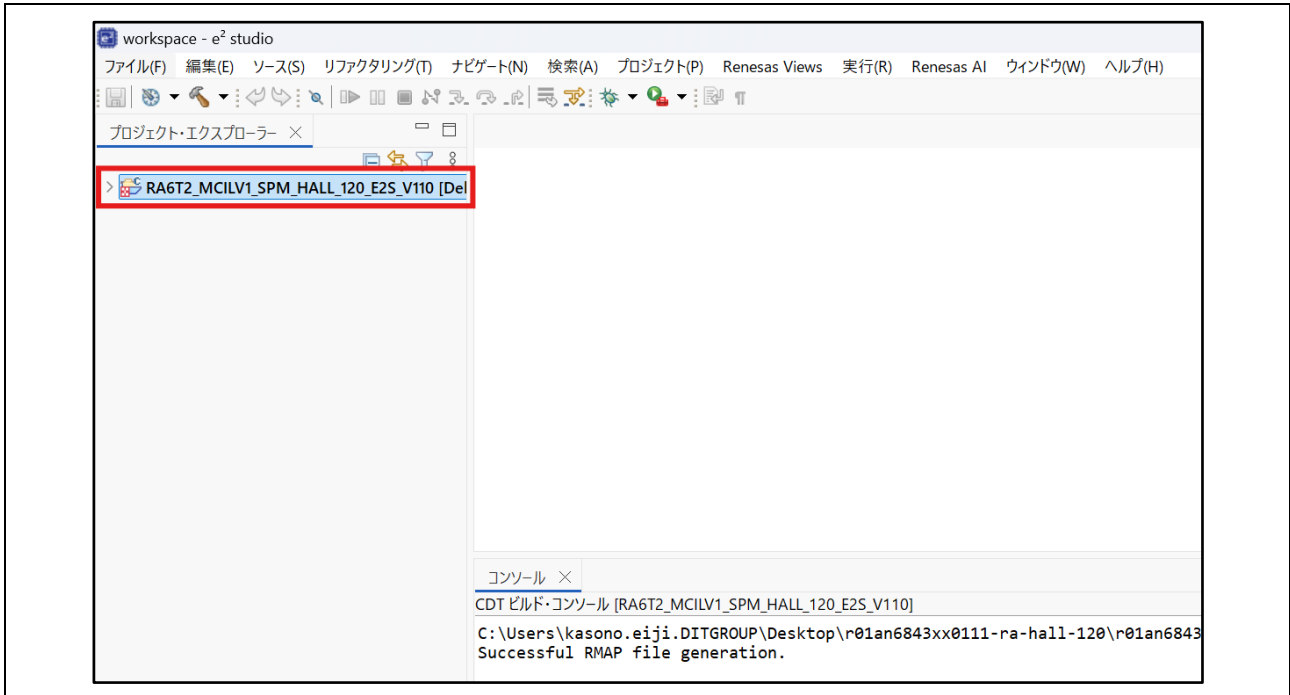 workspace - e² studio
ファイル(F) 編集(E) ソース(S) リファクタリング(T) ナビゲート(N) 検索(A) プロジェクト(P) Renesas Views 実行(R) Renesas AI ウィンドウ(W) ヘルプ(H)
プロジェクト・エクスプローラー
RA6T2_MCILV1_SPM_HALL_120_E2S_V110 [Del
コンソール
CDT ビルド・コンソール [RA6T2_MCILV1_SPM_HALL_120_E2S_V110]
C:\Users\kasono.eiji.DITGROUP\Desktop\r01an6843xx0111-ra-hall-120\r01an6843
Successful RMAP file generation.